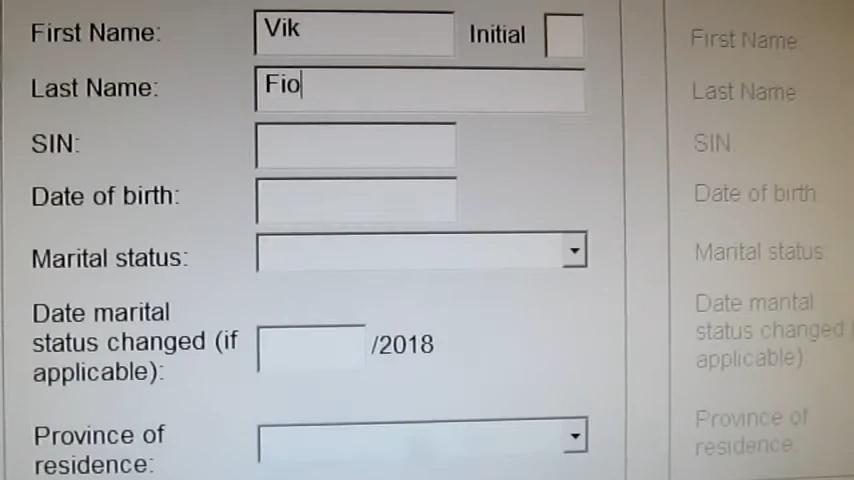 First Name: Vik Initial
Last Name: Fio
SIN:
Date of birth:
Marital status:
Date marital
status changed (if
applicable): /2018
Province of
residence:
First Name
Last Name
SIN
Date of birth
Marital status
Date marital
status changed (
applicable)
Province of
residence: